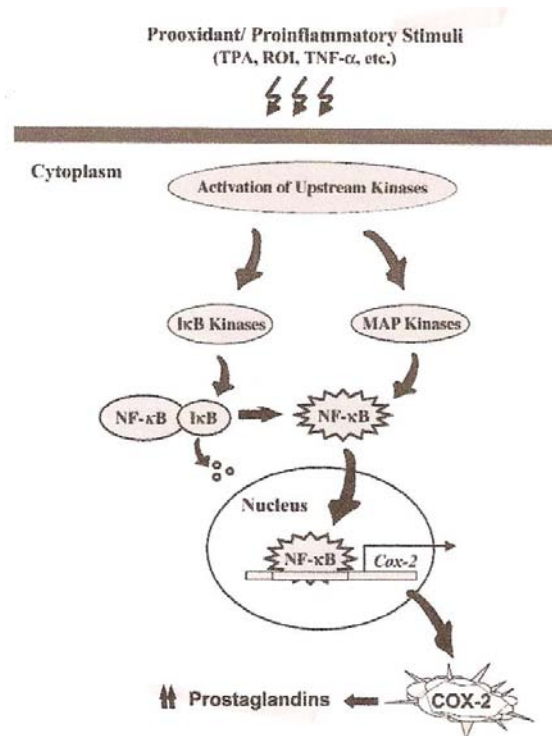 Prooxidant/ Proinflammatory Stimuli
(TPA, ROI, TNF-α, etc.)
Cytoplasm
Activation of Upstream Kinases
IκB Kinases
MAP Kinases
NF-κB
IκB
NF-κB
Nucleus
NF-κB
Cox-2
COX-2
Prostaglandins